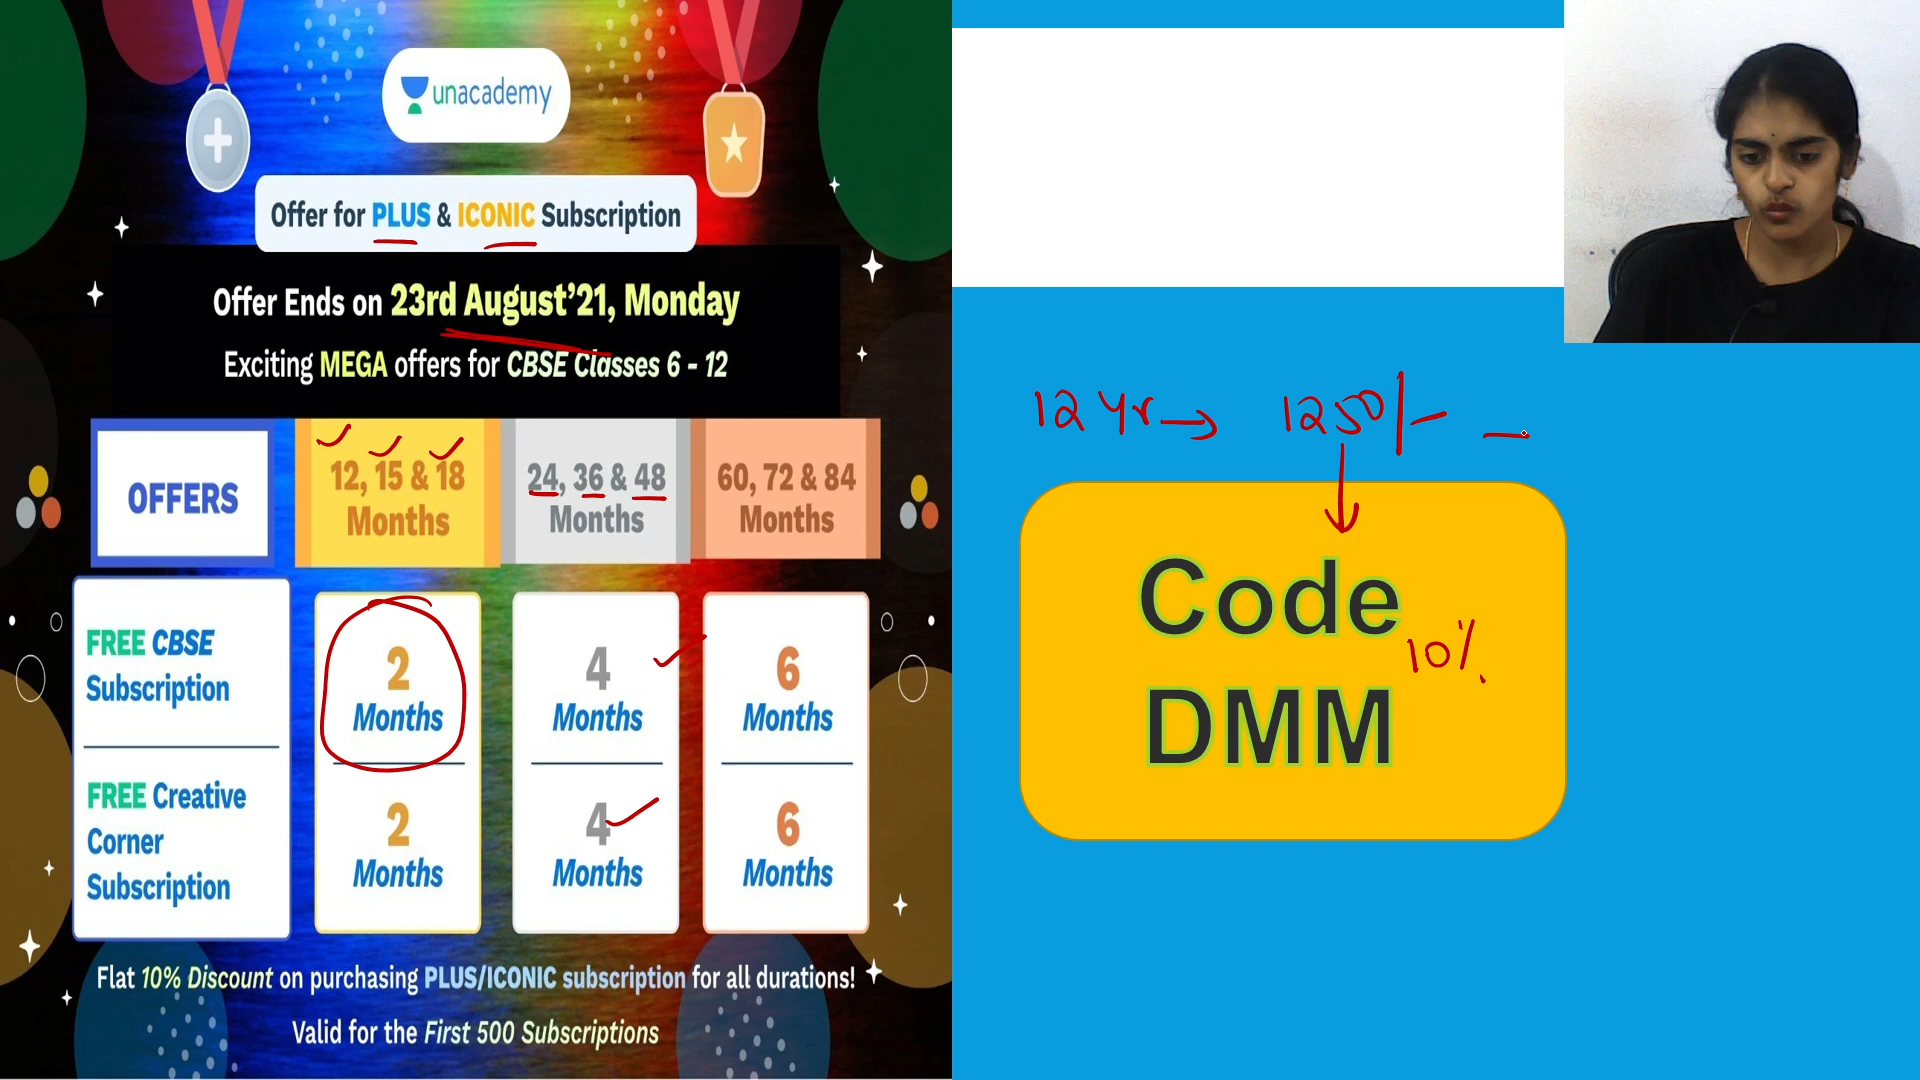 unacademy
Offer for PLUS & ICONIC Subscription
Offer Ends on 23rd August'21, Monday
Exciting MEGA offers for CBSE Classes 6 - 12
OFFERS
12, 15 & 18
Months
24, 36 & 48
Months
60, 72 & 84
Months
FREE CBSE
Subscription
2
Months
4
Months
6
Months
FREE Creative
Corner
Subscription
2
Months
4
Months
6
Months
Flat 10% Discount on purchasing PLUS/ICONIC subscription for all durations!
Valid for the First 500 Subscriptions
12 Yr → 1250/-
Code
10%
DMM